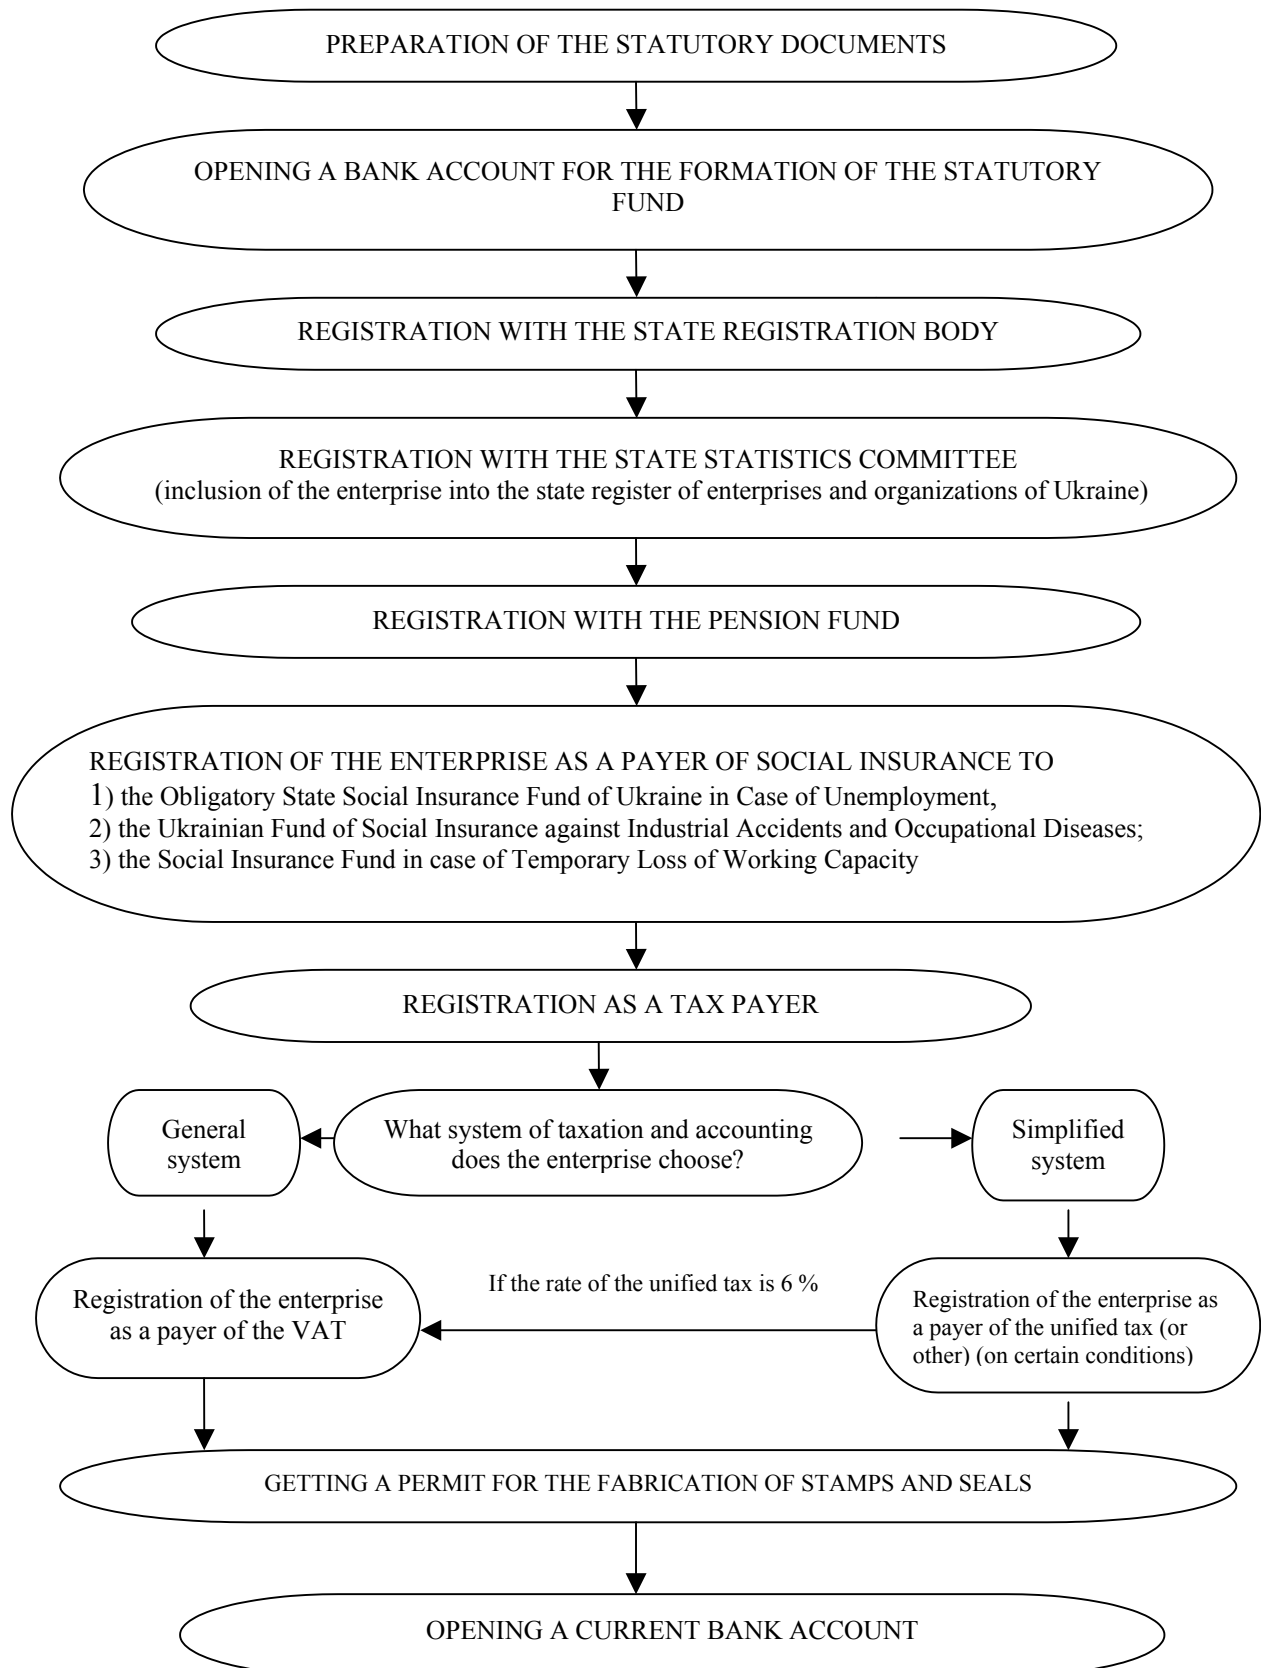 PREPARATION OF THE STATUTORY DOCUMENTS
OPENING A BANK ACCOUNT FOR THE FORMATION OF THE STATUTORY
FUND
REGISTRATION WITH THE STATE REGISTRATION BODY
REGISTRATION WITH THE STATE STATISTICS COMMITTEE
(inclusion of the enterprise into the state register of enterprises and organizations of Ukraine)
REGISTRATION WITH THE PENSION FUND
REGISTRATION OF THE ENTERPRISE AS A PAYER OF SOCIAL INSURANCE TO
1) the Obligatory State Social Insurance Fund of Ukraine in Case of Unemployment,
2) the Ukrainian Fund of Social Insurance against Industrial Accidents and Occupational Diseases;
3) the Social Insurance Fund in case of Temporary Loss of Working Capacity
REGISTRATION AS A TAX PAYER
General
system
What system of taxation and accounting
does the enterprise choose?
Simplified
system
Registration of the enterprise
as a payer of the VAT
If the rate of the unified tax is 6 %
Registration of the enterprise as
a payer of the unified tax (or
other) (on certain conditions)
GETTING A PERMIT FOR THE FABRICATION OF STAMPS AND SEALS
OPENING A CURRENT BANK ACCOUNT